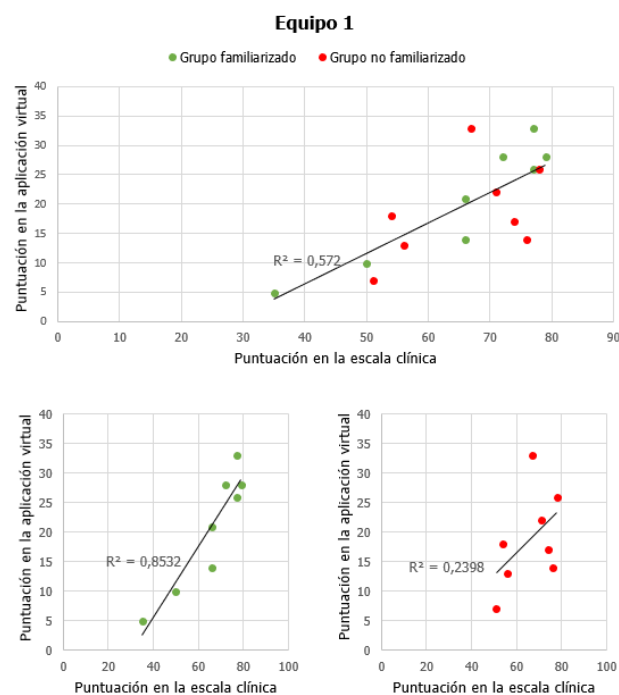 Equipo 1
Grupo familiarizado Grupo no familiarizado
Puntuación en la aplicación virtual
40
35
30
25
20
15
10
5
0
R² = 0,572
0 10 20 30 40 50 60 70 80 90
Puntuación en la escala clínica
Puntuación en la aplicación virtual
40
35
30
25
20
15
10
5
0
R² = 0,8532
0 20 40 60 80 100
Puntuación en la escala clínica
Puntuación en la aplicación virtual
40
35
30
25
20
15
10
5
0
R² = 0,2398
0 20 40 60 80 100
Puntuación en la escala clínica